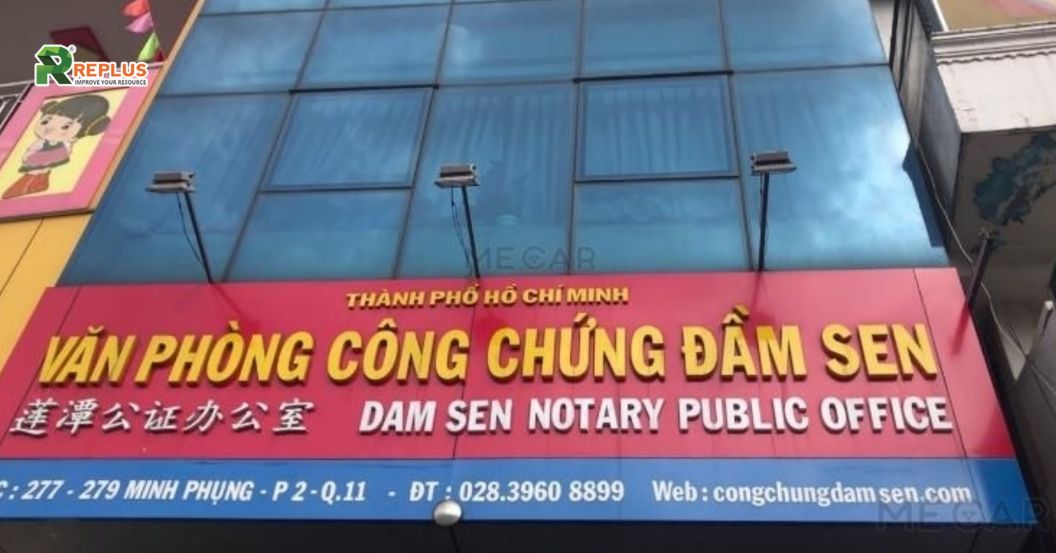 REPLUS
IMPROVE YOUR RESOURCE
MECAR
THÀNH PHỐ HỒ CHÍ MINH
VĂN PHÒNG CÔNG CHỨNG ĐẦM SEN
莲潭公证办公室 DAM SEN NOTARY PUBLIC OFFICE
C : 277 - 279 MINH PHỤNG - P 2 - Q.11 - ĐT : 028.3960 8899 Web : congchungdamsen.com
MECAR